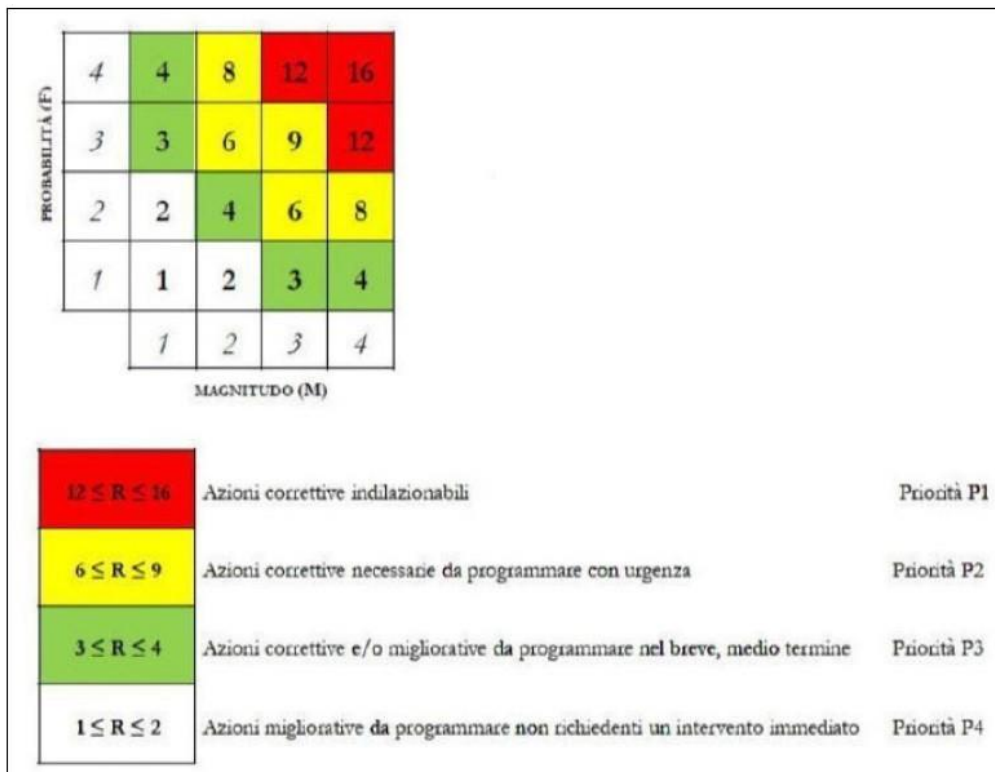 PROBABILITÀ (F)
4 4 8 12 16
3 3 6 9 12
2 2 4 6 8
1 1 2 3 4
1 2 3 4
MAGNITUDO (M)
12 ≤ R ≤ 16 Azioni correttive indilazionabili Priorità P1
6 ≤ R ≤ 9 Azioni correttive necessarie da programmare con urgenza Priorità P2
3 ≤ R ≤ 4 Azioni correttive e/o migliorative da programmare nel breve, medio termine Priorità P3
1 ≤ R ≤ 2 Azioni migliorative da programmare non richiedenti un intervento immediato Priorità P4